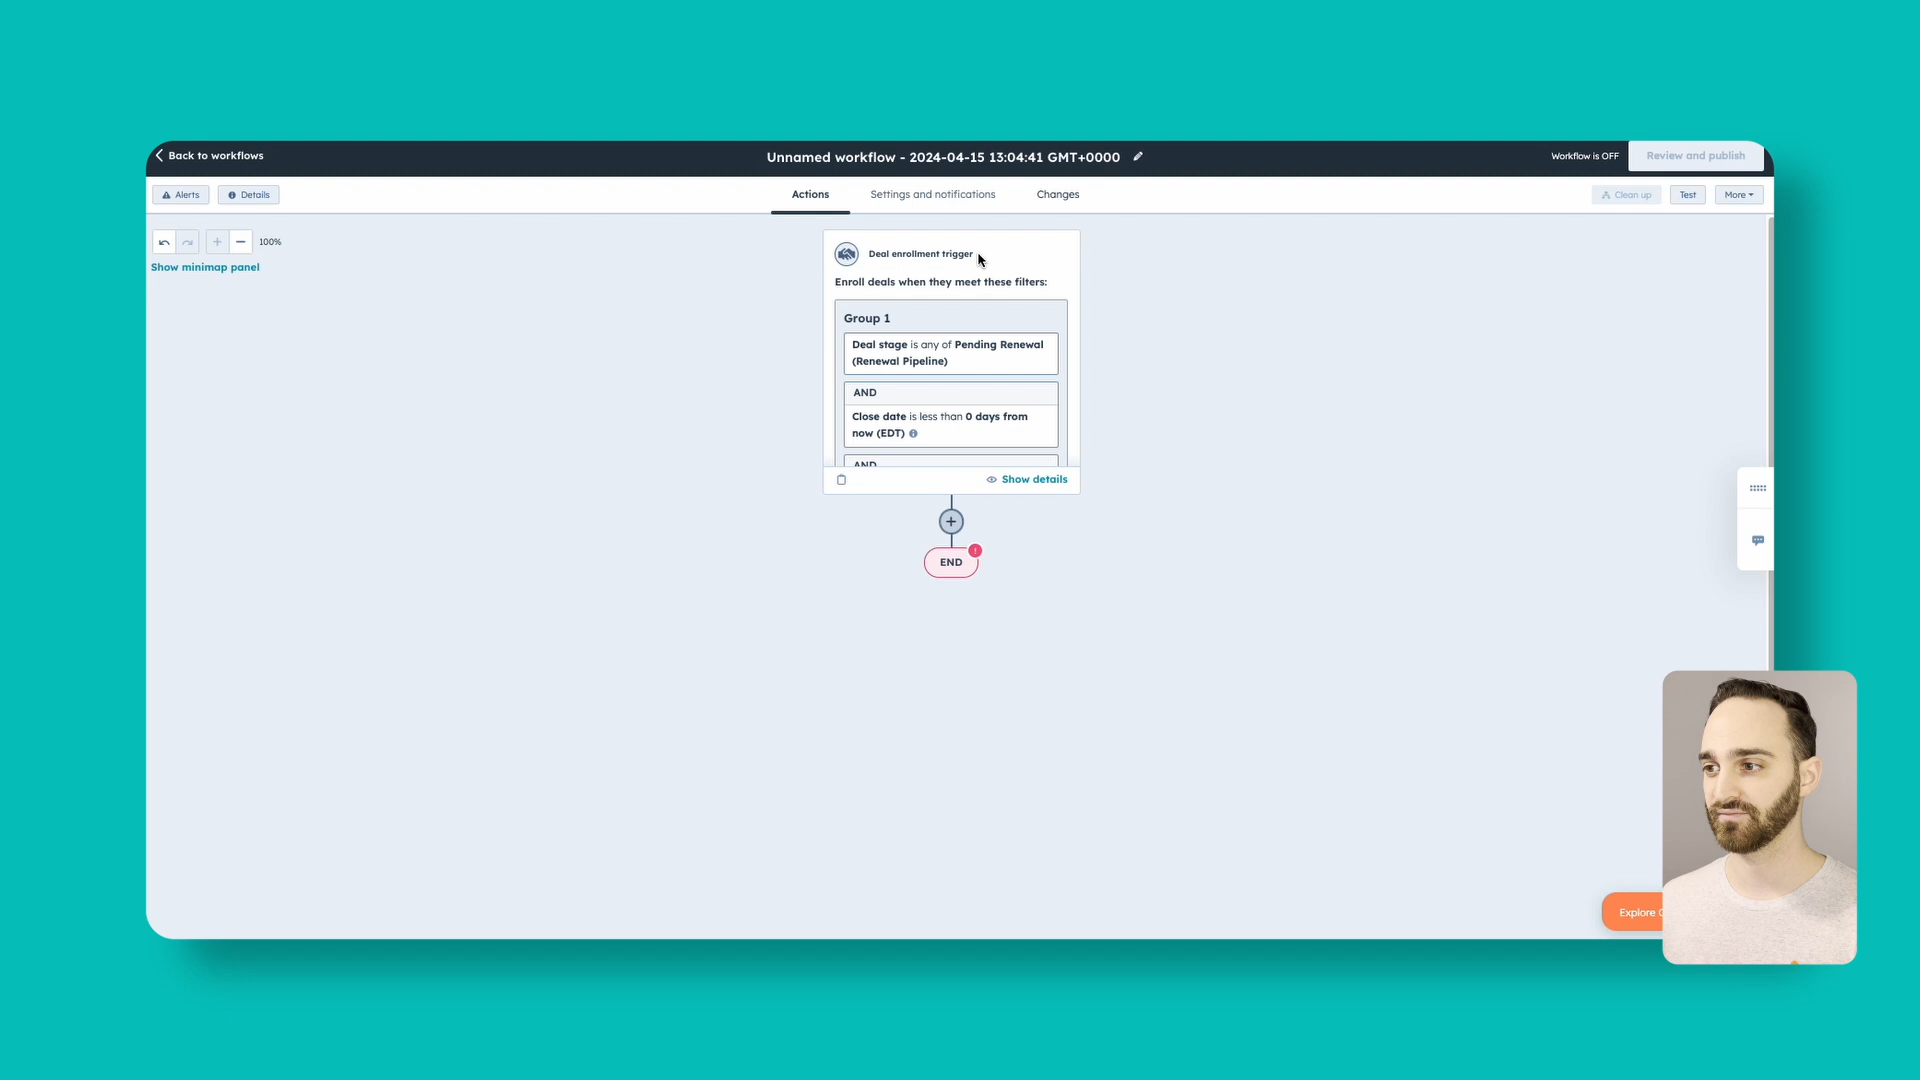 Back to workflows
Unnamed workflow - 2024-04-15 13:04:41 GMT+0000
Workflow is OFF
Review and publish
Alerts
Details
Actions
Settings and notifications
Changes
Clean up
Test
More
100%
Show minimap panel
Deal enrollment trigger
Enroll deals when they meet these filters:
Group 1
Deal stage is any of Pending Renewal
(Renewal Pipeline)
AND
Close date is less than 0 days from
now (EDT)
AND
Show details
END
Explore